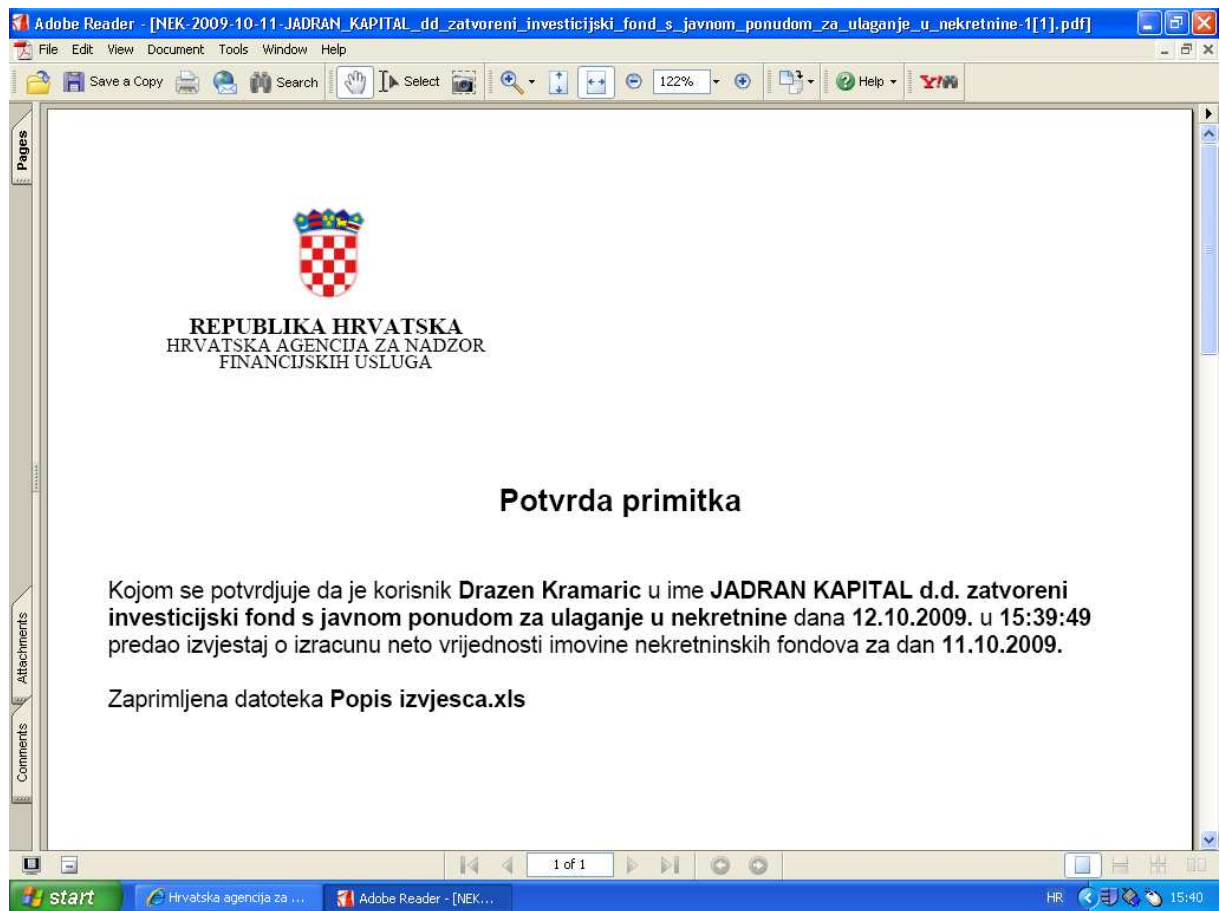 Adobe Reader - [NEK-2009-10-11-JADRAN_KAPITAL_dd_zatvoreni_investicijski_fond_s_javnom_ponudom_za_ulaganje_u_nekretnine-1[1].pdf]
File Edit View Document Tools Window Help
Save a Copy Search Select 122% Help Y!
Pages
REPUBLIKA HRVATSKA
HRVATSKA AGENCIJA ZA NADZOR
FINANCIJSKIH USLUGA
Potvrda primitka
Kojom se potvrdjuje da je korisnik Drazen Kramaric u ime JADRAN KAPITAL d.d. zatvoreni
investicijski fond s javnom ponudom za ulaganje u nekretnine dana 12.10.2009. u 15:39:49
predao izvjestaj o izracunu neto vrijednosti imovine nekretninskih fondova za dan 11.10.2009.
Zaprimljena datoteka Popis izvjesca.xls
Attachments
Comments
1 of 1
start Hrvatska agencija za ... Adobe Reader - [NEK... HR 15:40